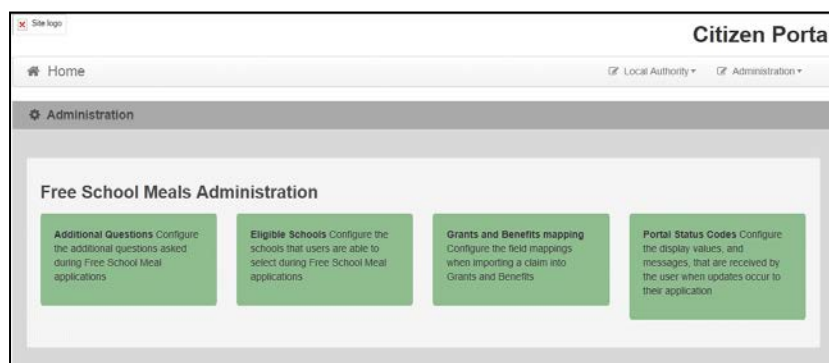 Site logo
Citizen Porta
Home
Local Authority
Administration
Administration
Free School Meals Administration
Additional Questions Configure
the additional questions asked
during Free School Meal
applications
Eligible Schools Configure the
schools that users are able to
select during Free School Meal
applications
Grants and Benefits mapping
Configure the field mappings
when importing a claim into
Grants and Benefits
Portal Status Codes Configure
the display values, and
messages, that are received by
the user when updates occur to
their application